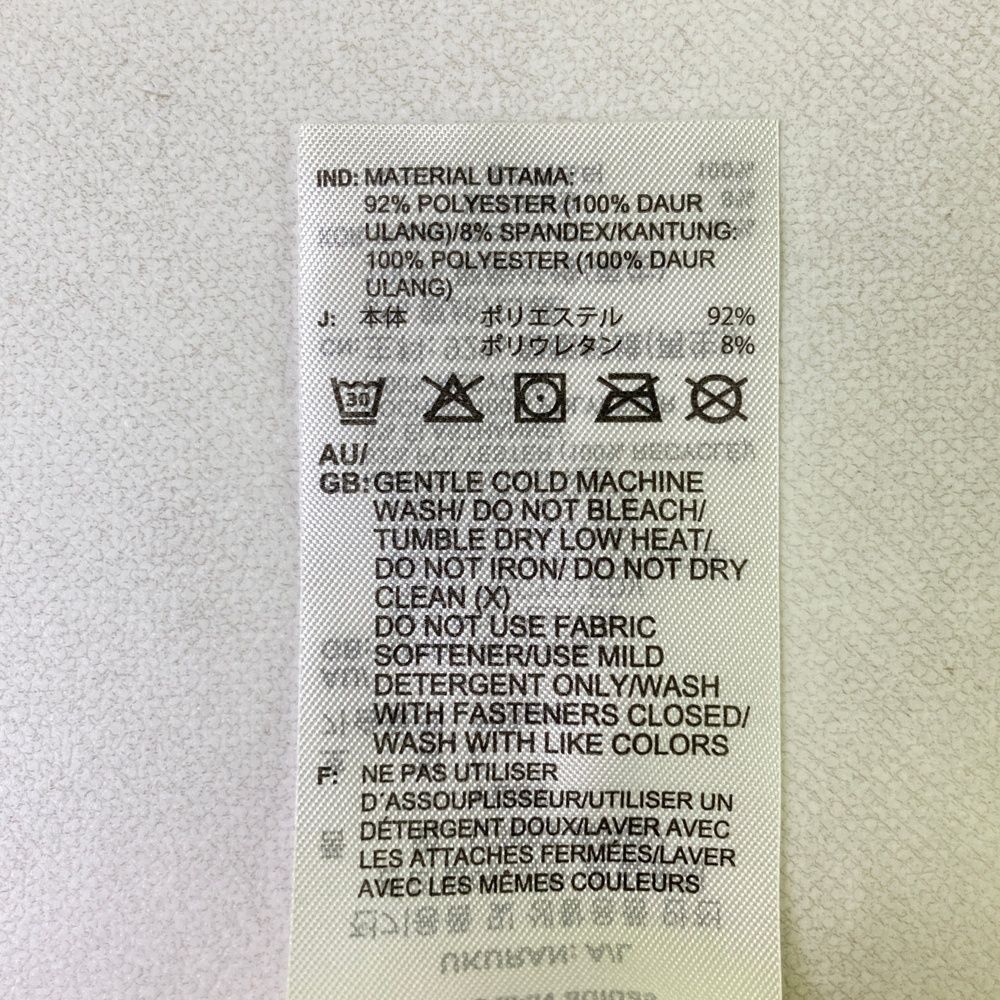 IND: MATERIAL UTAMA:
92% POLYESTER (100% DAUR
ULANG)/8% SPANDEX/KANTUNG:
100% POLYESTER (100% DAUR
ULANG)
J: 本体 ポリエステル 92%
ポリウレタン 8%
30
AU/
GB: GENTLE COLD MACHINE
WASH/ DO NOT BLEACH/
TUMBLE DRY LOW HEAT/
DO NOT IRON/ DO NOT DRY
CLEAN (X)
DO NOT USE FABRIC
SOFTENER/USE MILD
DETERGENT ONLY/WASH
WITH FASTENERS CLOSED/
WASH WITH LIKE COLORS
F: NE PAS UTILISER
D´ASSOUPLISSEUR/UTILISER UN
DÉTERGENT DOUX/LAVER AVEC
LES ATTACHES FERMÉES/LAVER
AVEC LES MÊMES COULEURS
UKURAN: A/L